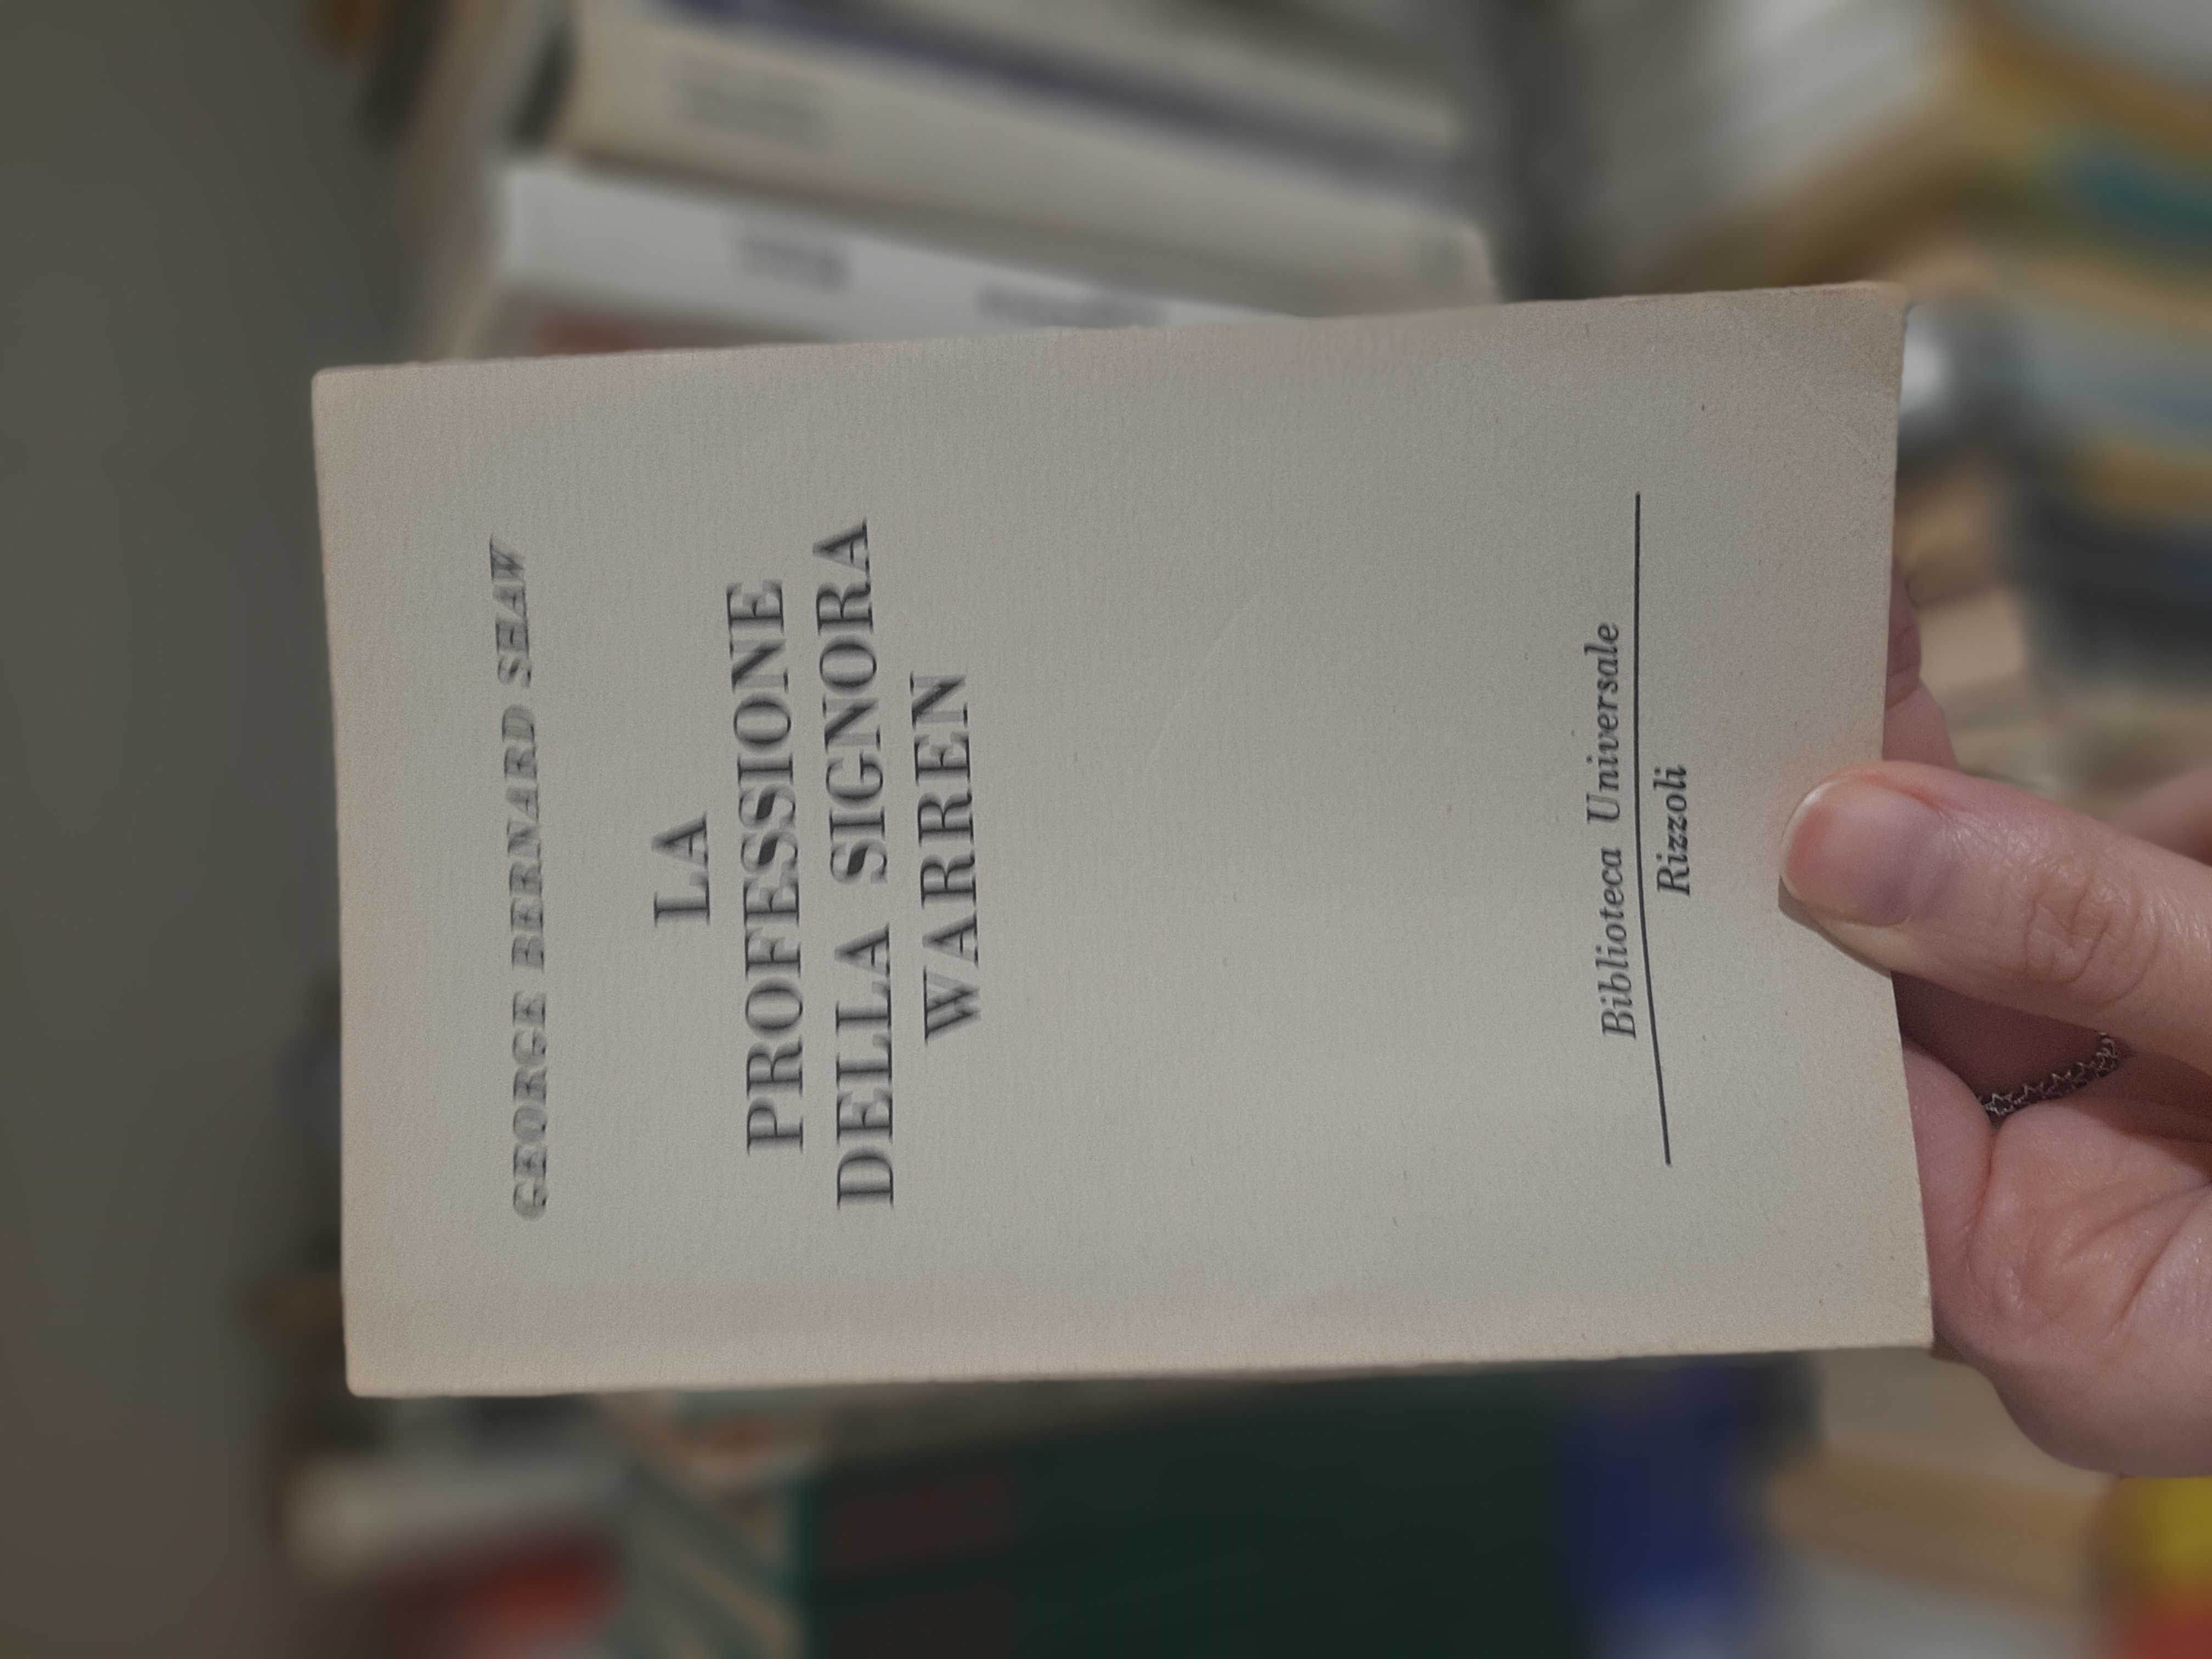 GEORGE BERNARD SHAW
LA
PROFESSIONE
DELLA SIGNORA
WARREN
Biblioteca Universale
Rizzoli